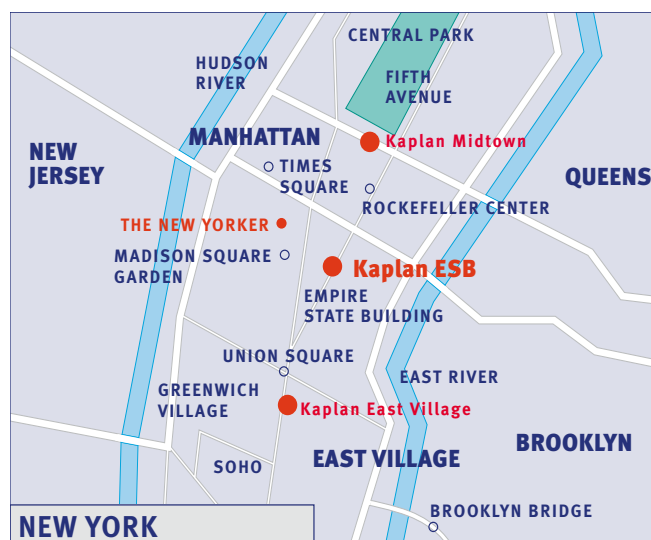 CENTRAL PARK
HUDSON
RIVER
FIFTH
AVENUE
MANHATTAN
Kaplan Midtown
NEW
JERSEY
TIMES
SQUARE
QUEENS
ROCKEFELLER CENTER
THE NEW YORKER
MADISON SQUARE
GARDEN
Kaplan ESB
EMPIRE
STATE BUILDING
UNION SQUARE
EAST RIVER
GREENWICH
VILLAGE
Kaplan East Village
BROOKLYN
EAST VILLAGE
SOHO
BROOKLYN BRIDGE
NEW YORK